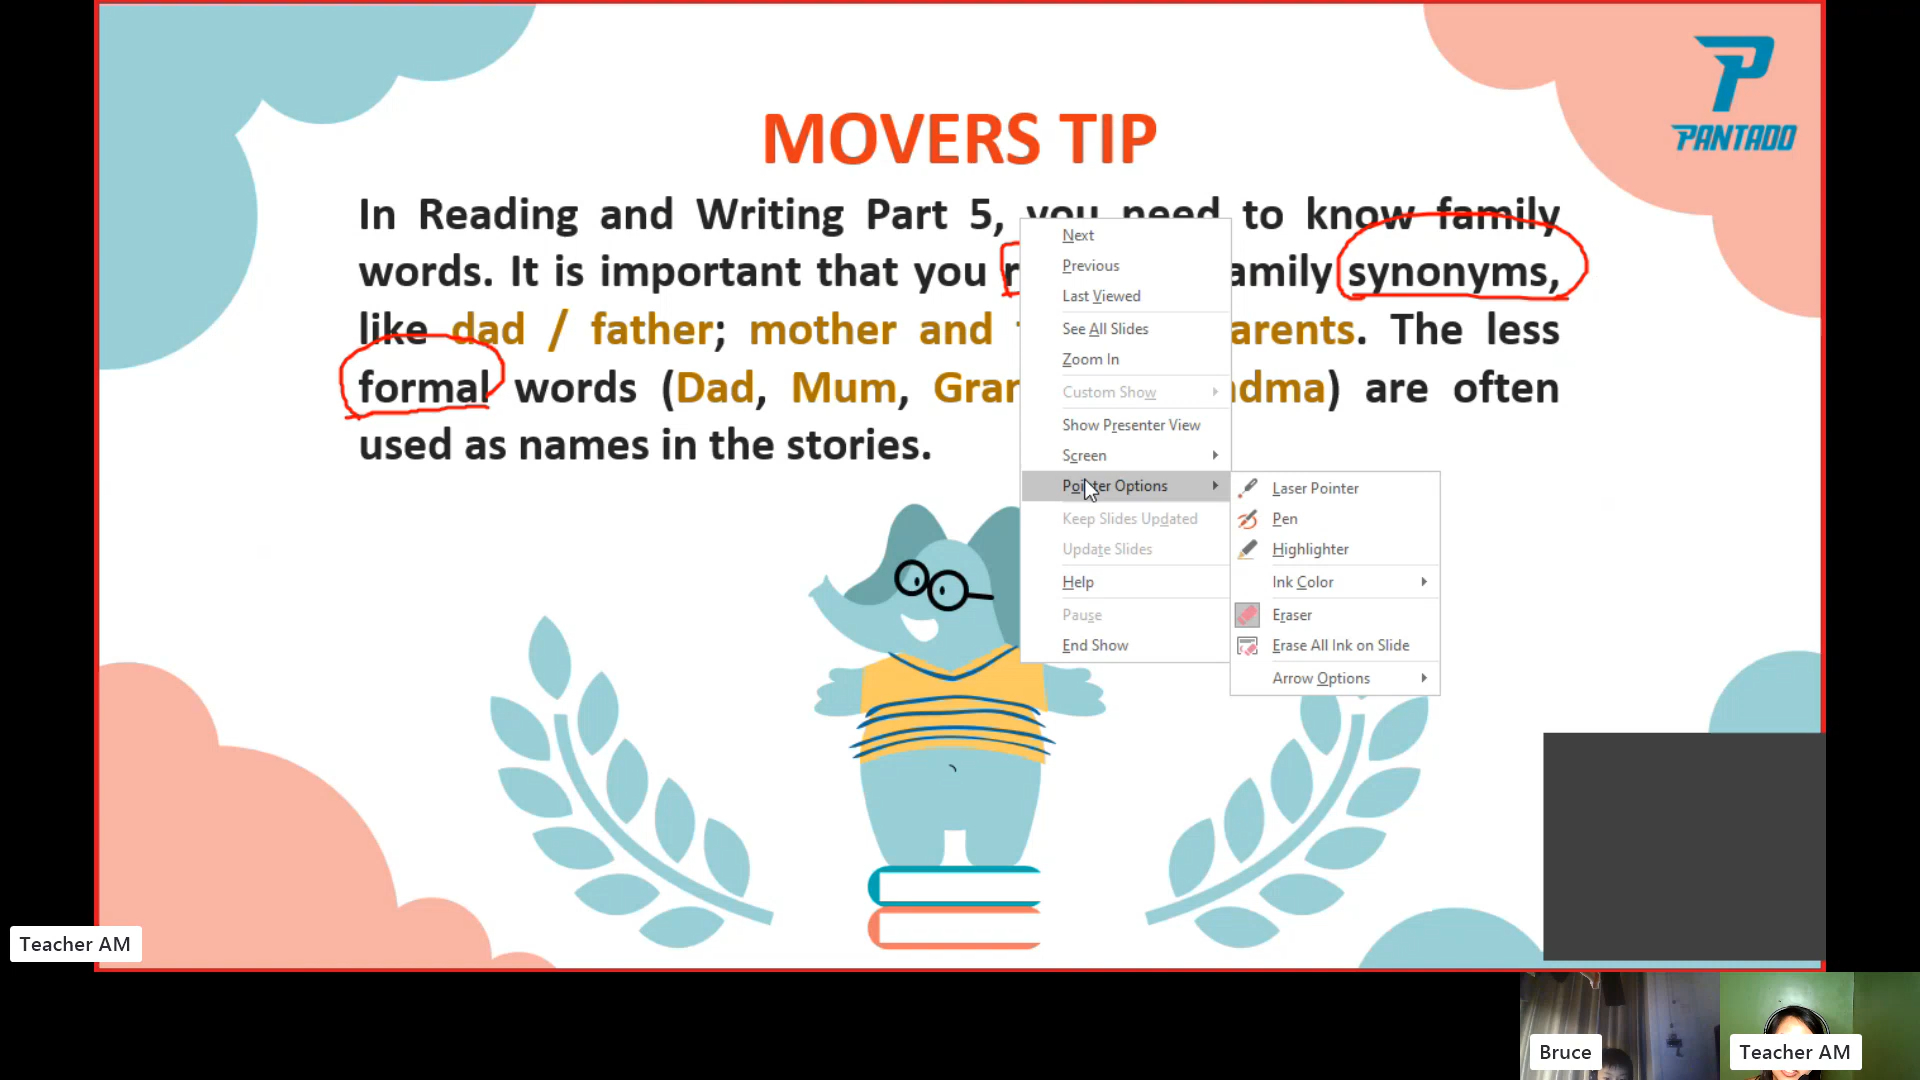 PANTADO
MOVERS TIP
In Reading and Writing Part 5, you need to know family
words. It is important that you family synonyms,
like dad / father; mother and arents. The less
formal words (Dad, Mum, Gran dma) are often
used as names in the stories.
Next
Previous
Last Viewed
See All Slides
Zoom In
Custom Show
Show Presenter View
Screen
Pointer Options
Keep Slides Updated
Update Slides
Help
Pause
End Show
Laser Pointer
Pen
Highlighter
Ink Color
Eraser
Erase All Ink on Slide
Arrow Options
Teacher AM
Bruce
Teacher AM